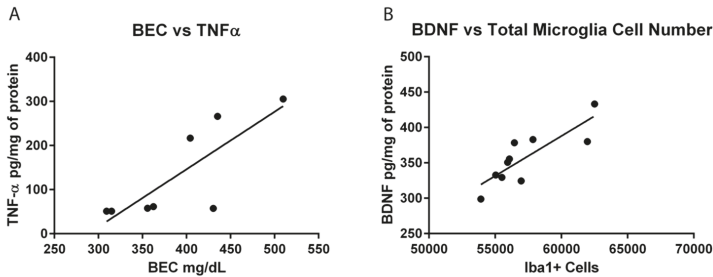 A
BEC vs TNFα
TNF-α pg/mg of protein
400
300
200
100
0
250 300 350 400 450 500 550
BEC mg/dL
B
BDNF vs Total Microglia Cell Number
BDNF pg/mg of protein
500
450
400
350
300
250
50000 55000 60000 65000 70000
Iba1+ Cells